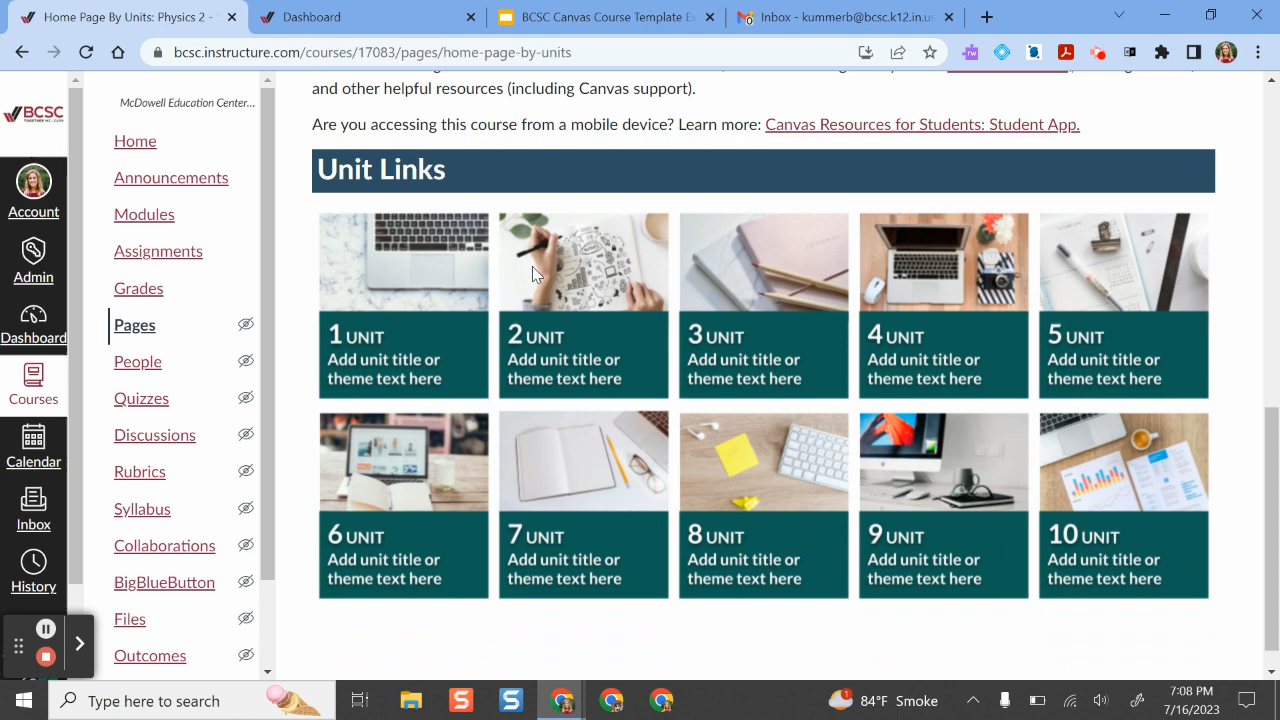 Home Pages by Units Physics 2 - 
Dashboard
BCSC Canvas Course Template Ex
Inbox - kummerb@bcsc.k12.in.us
bcsc.instructure.com/courses/17083/pages/home-page-by-units
and other helpful resources (including Canvas support).
Are you accessing this course from a mobile device? Learn more: Canvas Resources for Students: Student App.
Unit Links
1 UNIT
Add unit title or
theme text here
2 UNIT
Add unit title or
theme text here
3 UNIT
Add unit title or
theme text here
4 UNIT
Add unit title or
theme text here
5 UNIT
Add unit title or
theme text here
6 UNIT
Add unit title or
theme text here
7 UNIT
Add unit title or
theme text here
8 UNIT
Add unit title or
theme text here
9 UNIT
Add unit title or
theme text here
10 UNIT
Add unit title or
theme text here
BCSC
Account
Admin
Dashboard
Courses
Calendar
Inbox
History
McDowell Education Center...
Home
Announcements
Modules
Assignments
Grades
Pages
People
Quizzes
Discussions
Rubrics
Syllabus
Collaborations
BigBlueButton
Files
Outcomes
Type here to search
1
84°F Smoke
7:08 PM
7/16/2023